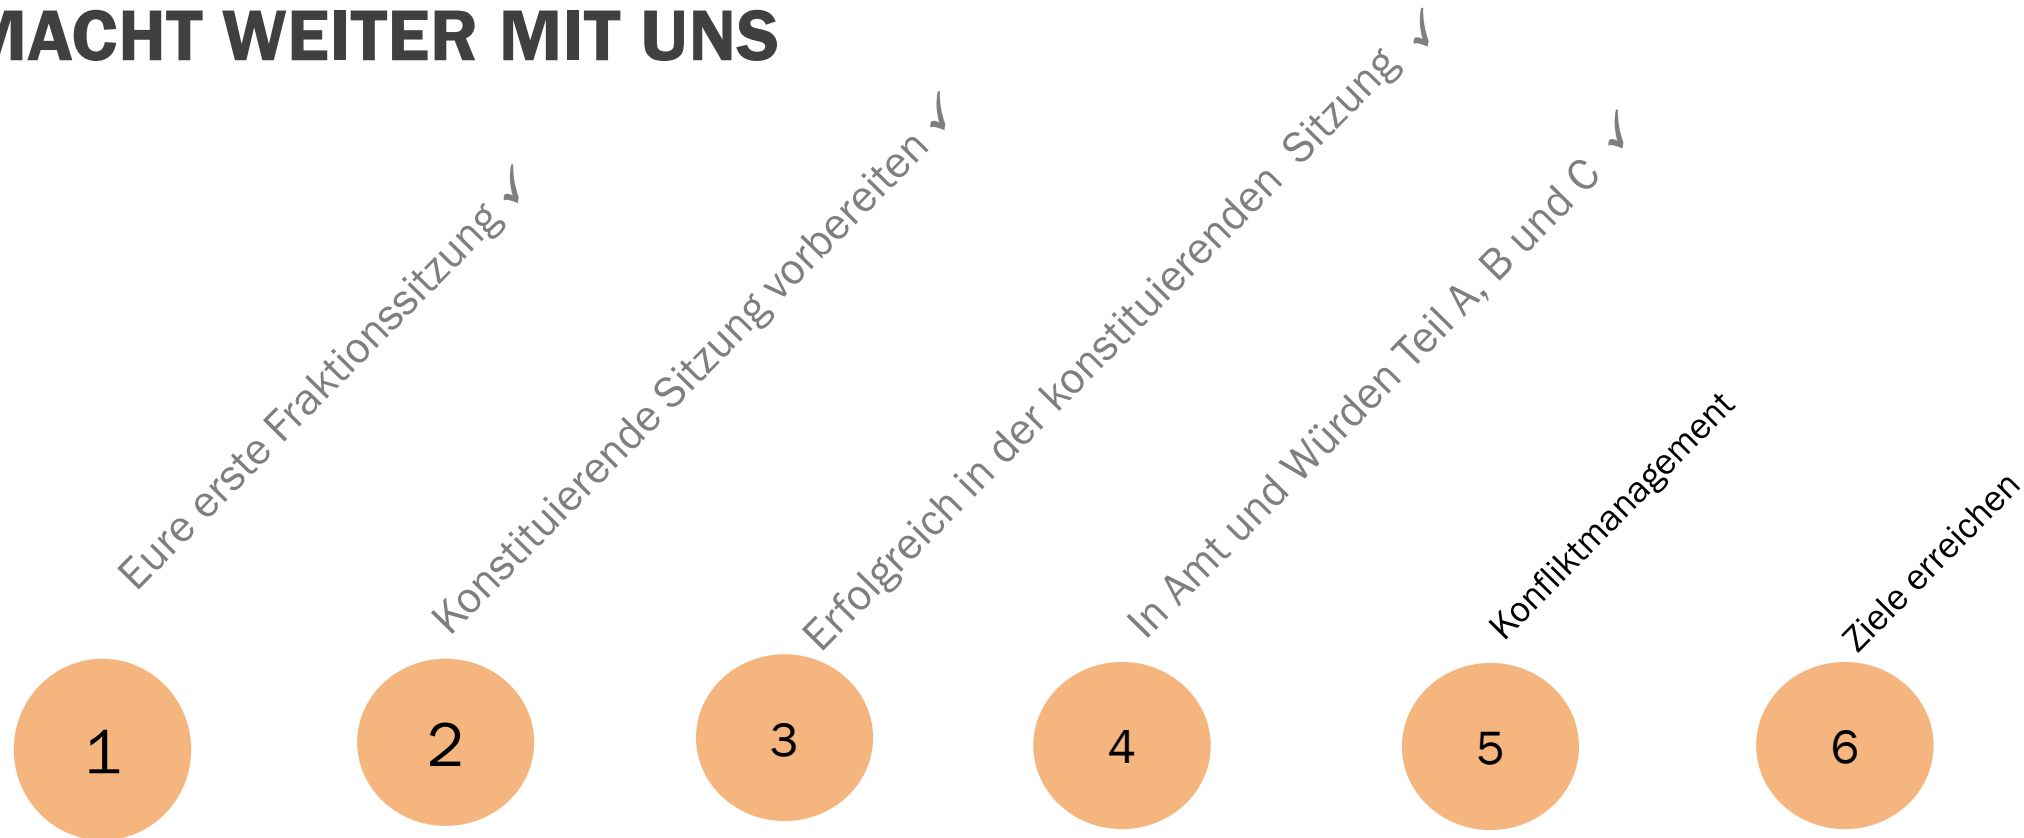 MACHT WEITER MIT UNS
Eure erste Fraktionssitzung ✓
Konstituierende Sitzung vorbereiten ✓
Erfolgreich in der konstituierenden Sitzung ✓
In Amt und Würden Teil A, B und C ✓
Konfliktmanagement
Ziele erreichen
1
2
3
4
5
6